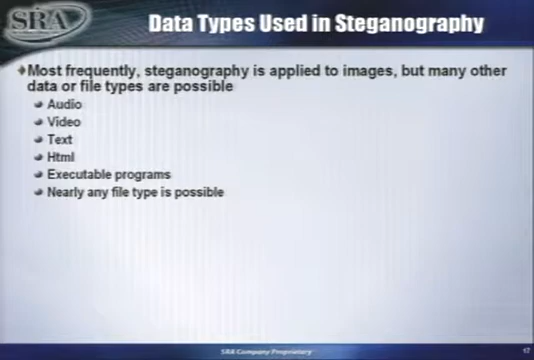 SRA
Data Types Used in Steganography
Most frequently, steganography is applied to images, but many other
data or file types are possible
Audio
Video
Text
Html
Executable programs
Nearly any file type is possible
SRA Company Proprietary
17